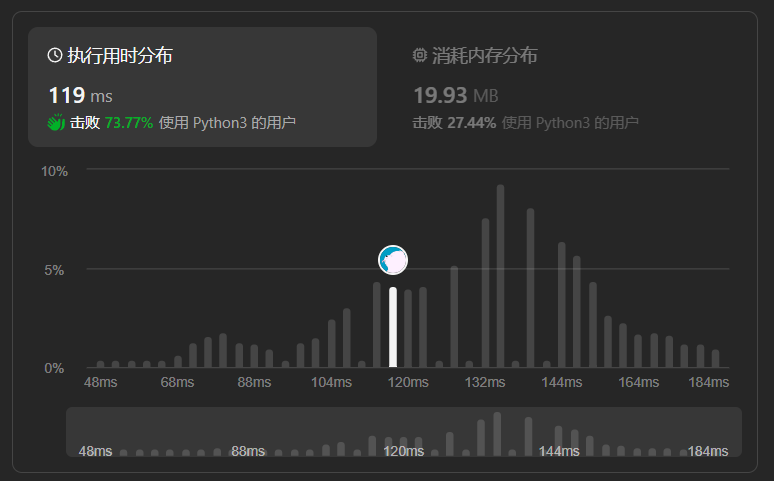 执行用时分布
119 ms
击败 73.77% 使用 Python3 的用户
消耗内存分布
19.93 MB
击败 27.44% 使用 Python3 的用户
10%
5%
0%
48ms 68ms 88ms 104ms 120ms 132ms 144ms 164ms 184ms
48ms 88ms 120ms 144ms 184ms